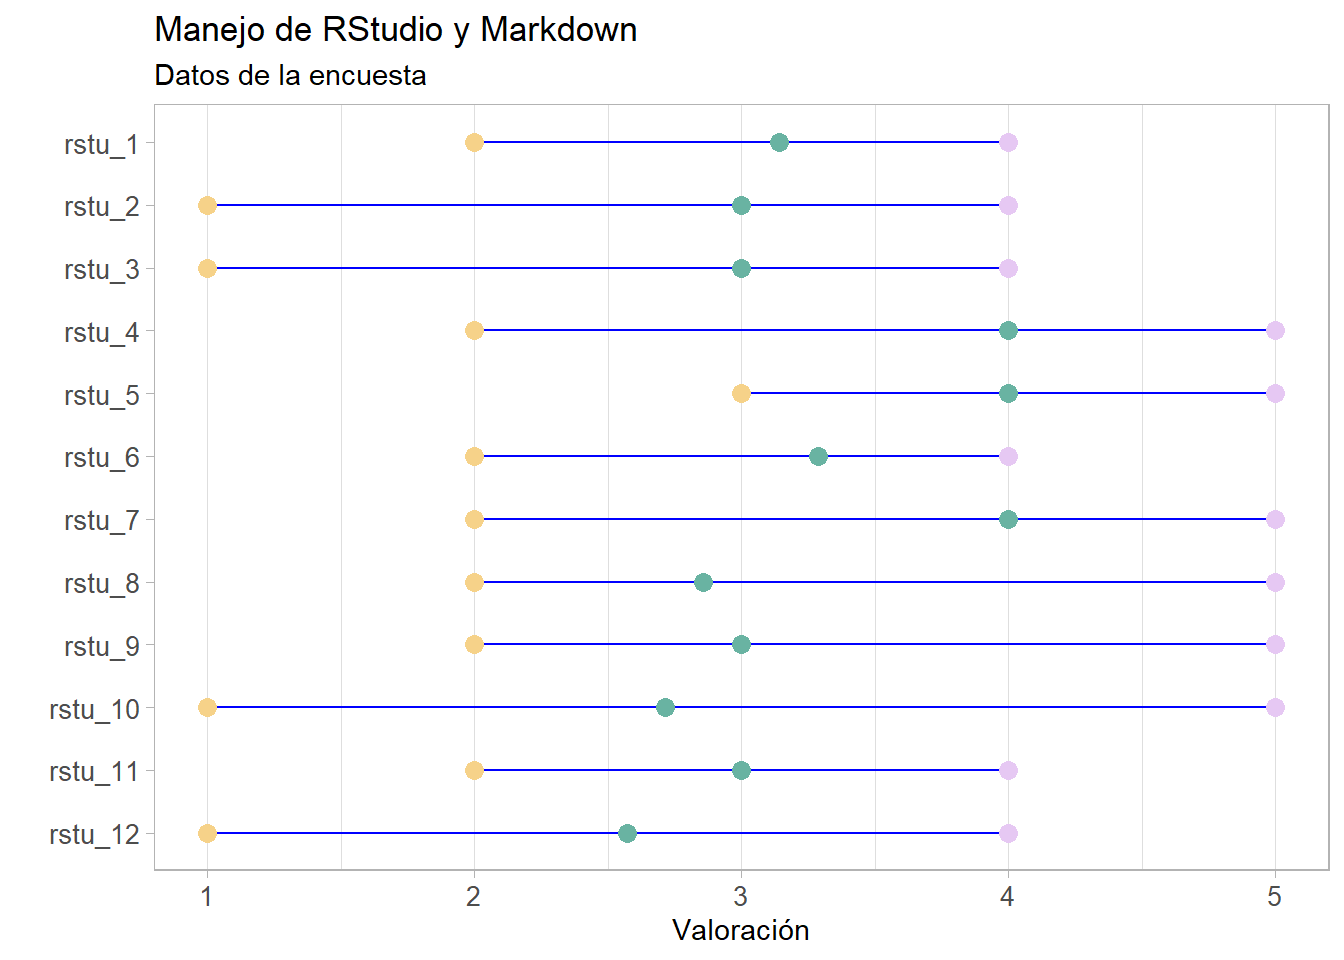 Manejo de RStudio y Markdown
Datos de la encuesta
rstu_1
rstu_2
rstu_3
rstu_4
rstu_5
rstu_6
rstu_7
rstu_8
rstu_9
rstu_10
rstu_11
rstu_12
1 2 3 4 5
Valoración